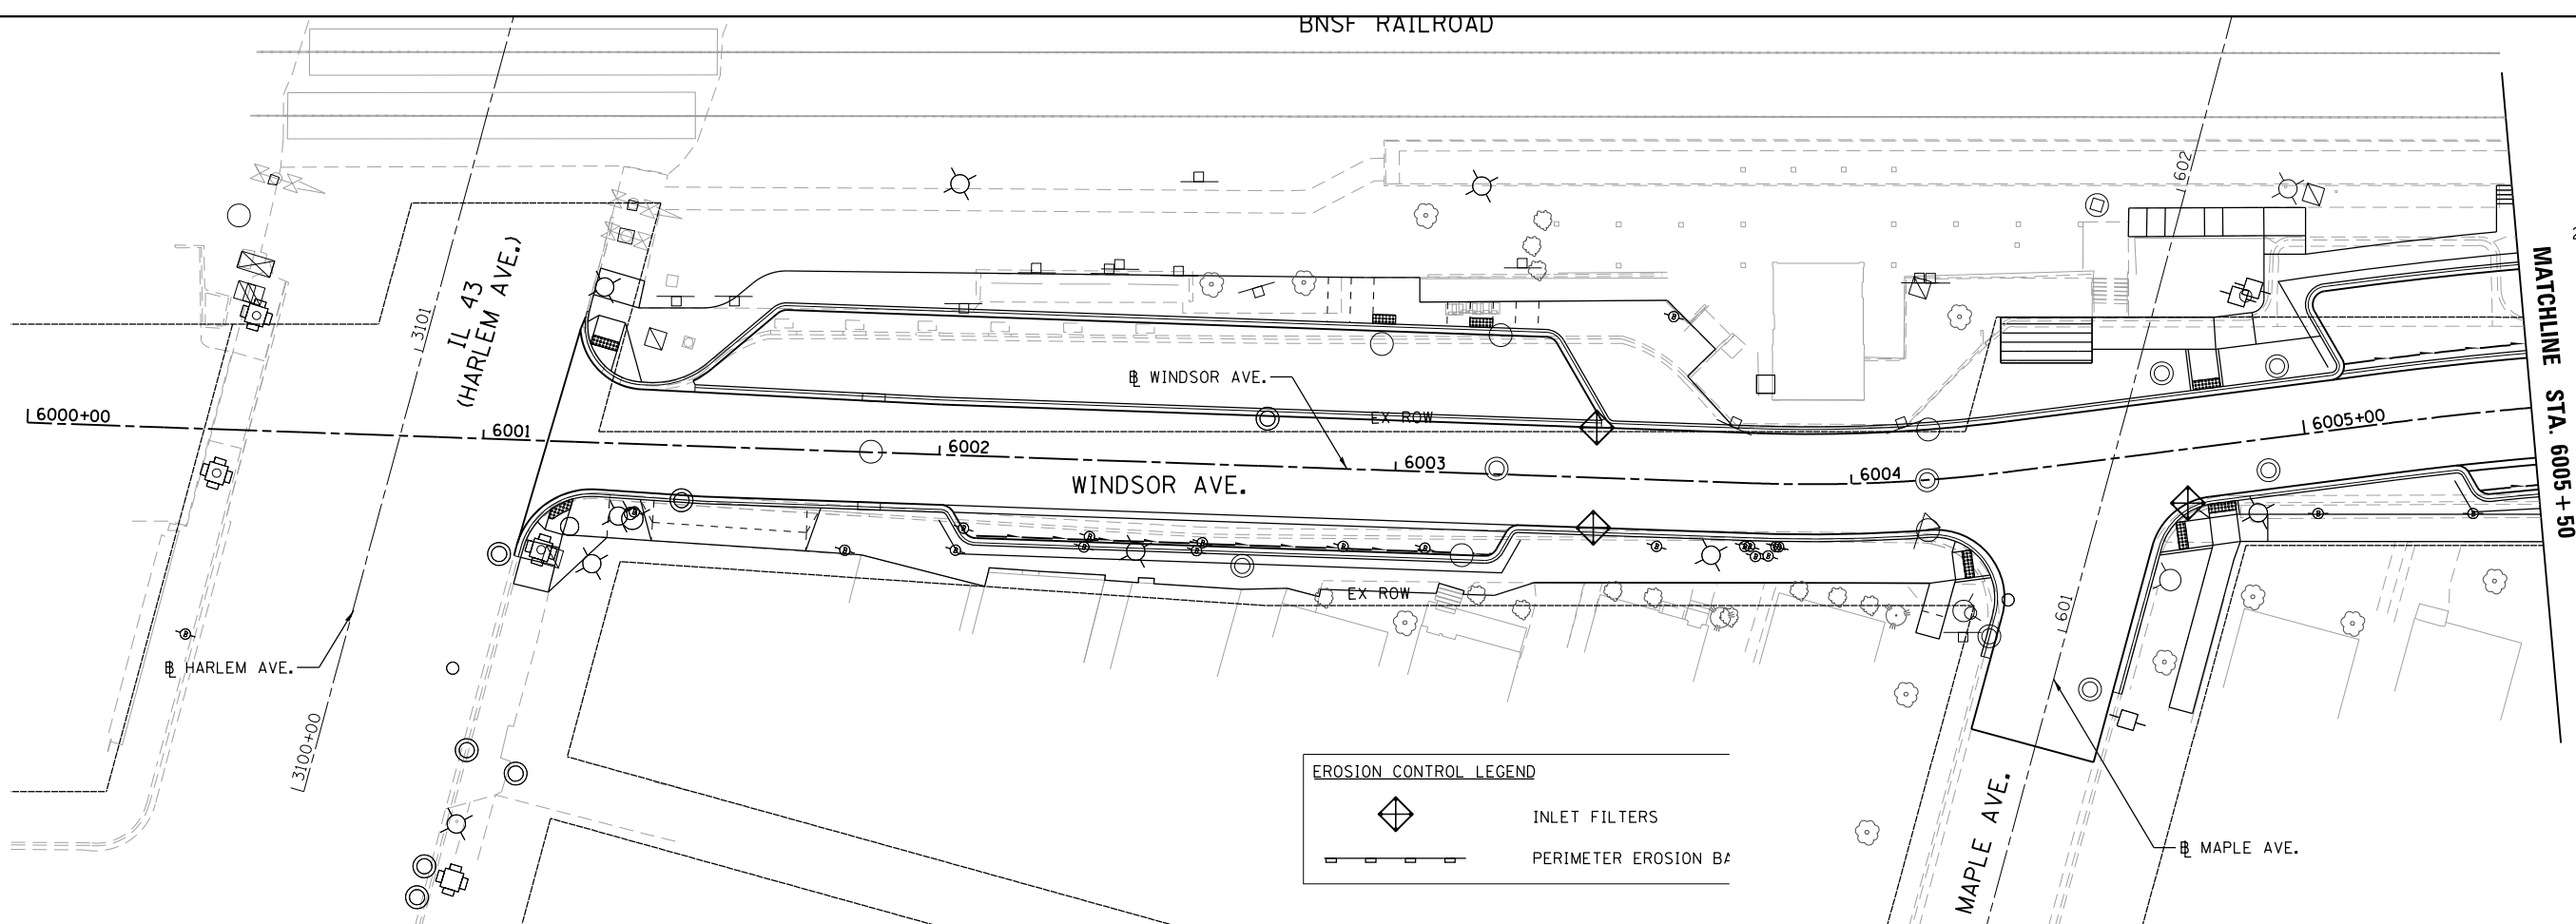 BNSF RAILROAD
3101
IL 43
(HARLEM AVE.)
602
MATCHLINE STA. 6005+50
℄ WINDSOR AVE.
6000+00
6001
6002
EX ROW
6003
6004
6005+00
WINDSOR AVE.
EX ROW
601
℄ HARLEM AVE.
3100+00
EROSION CONTROL LEGEND
INLET FILTERS
PERIMETER EROSION BA
MAPLE AVE.
℄ MAPLE AVE.